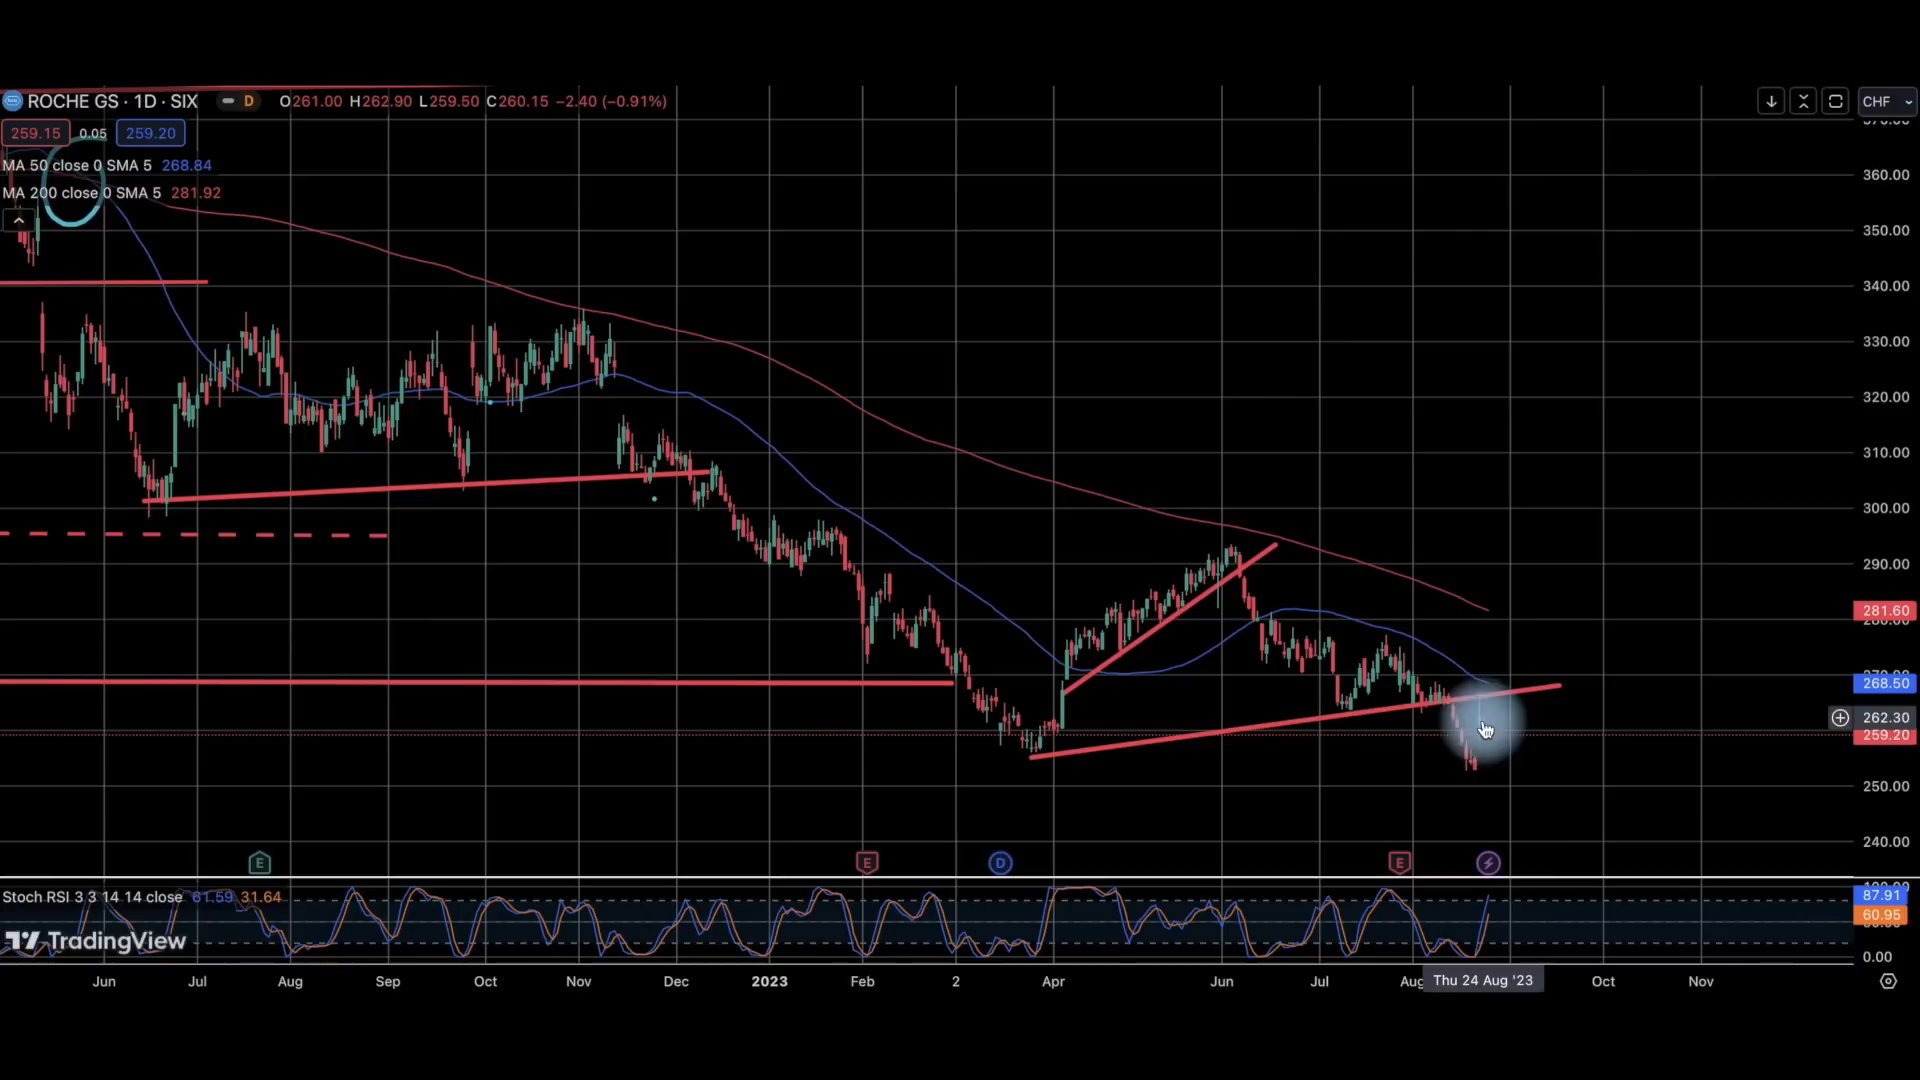 ROCHE GS · 1D · SIX D O261.00 H262.90 L259.50 C260.15 −2.40 (−0.91%)
CHF
259.15 0.05 259.20
MA 50 close 0 SMA 5 268.84
MA 200 close 0 SMA 5 281.92
360.00
350.00
340.00
330.00
320.00
310.00
300.00
290.00
281.60
268.50
262.30
259.20
250.00
240.00
E E D E
Stoch RSI 3 3 14 14 close 61.59 31.64
87.91
60.95
0.00
TradingView
Jun Jul Aug Sep Oct Nov Dec 2023 Feb 2 Apr Jun Jul Aug Thu 24 Aug '23 Oct Nov